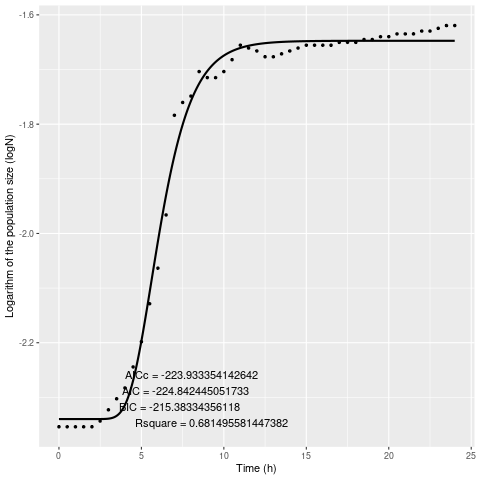 -1.6
-1.8
-2.0
-2.2
Logarithm of the population size (logN)
AICc = -223.933354142642
AIC = -224.842445051733
BIC = -215.38334356118
Rsquare = 0.681495581447382
0 5 10 15 20 25
Time (h)